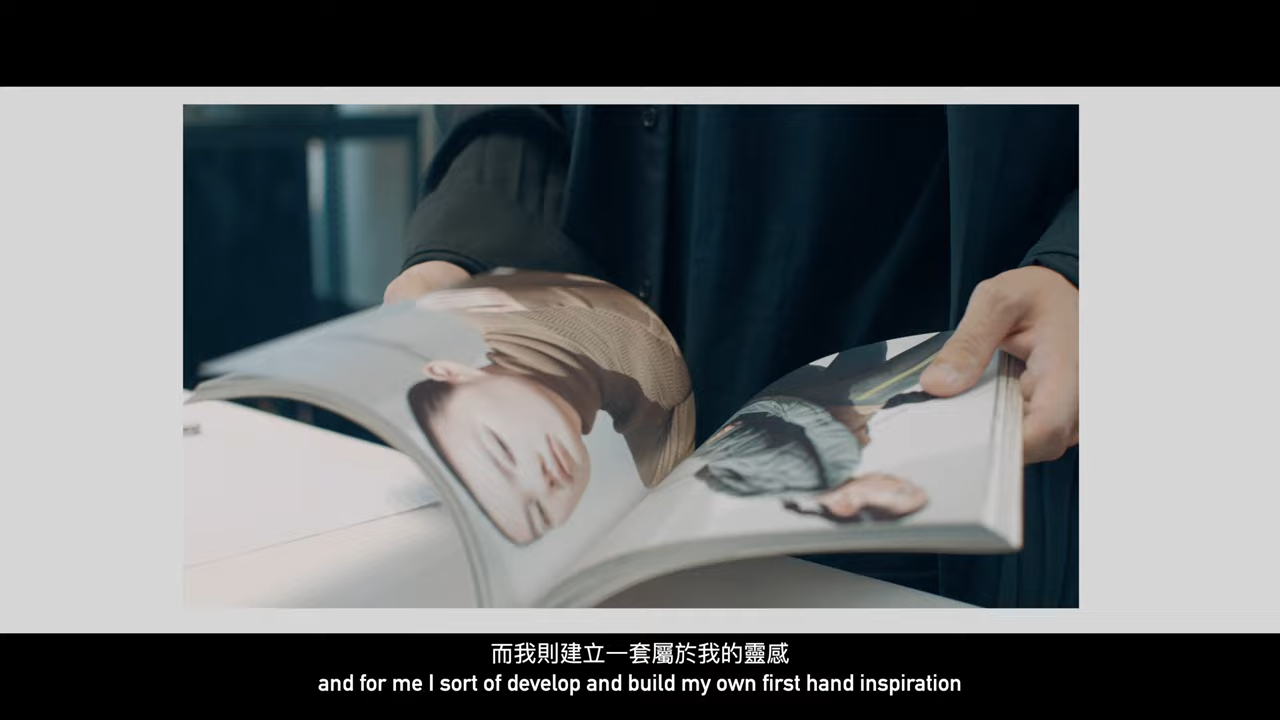 而我則建立一套屬於我的靈感
and for me I sort of develop and build my own first hand inspiration